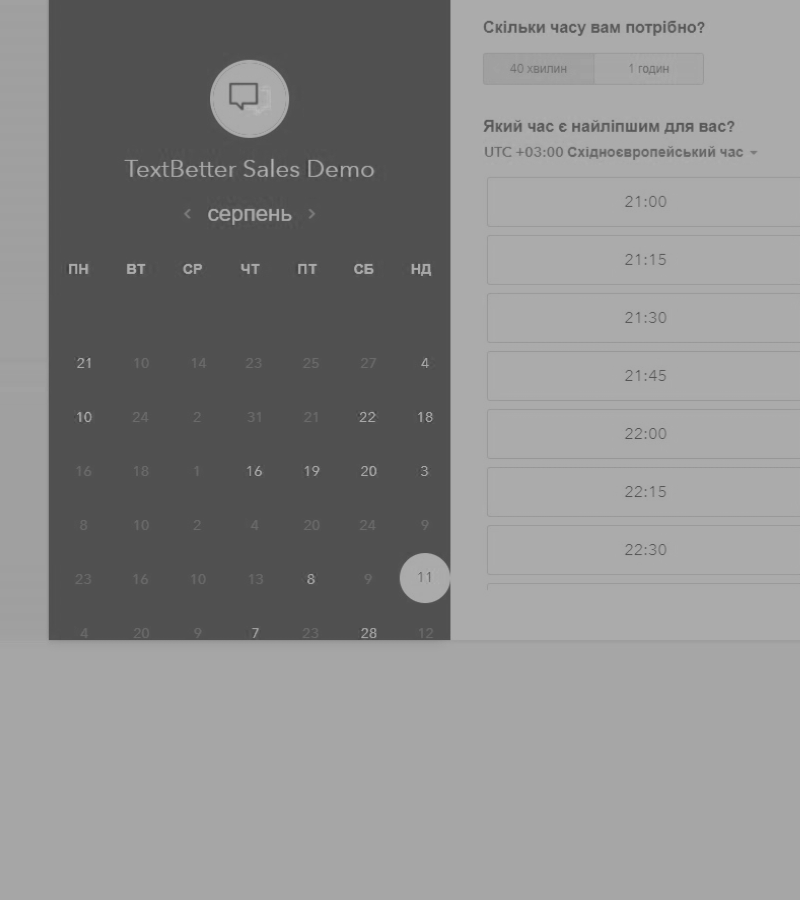 TextBetter Sales Demo
серпень
ПН ВТ СР ЧТ ПТ СБ НД
21 10 14 23 25 27 4
10 24 2 31 21 22 18
16 18 1 16 19 20 3
8 10 2 4 20 24 9
23 16 10 13 8 9 11
4 20 9 7 23 28 12
Скільки часу вам потрібно?
40 хвилин 1 годин
Який час є найліпшим для вас?
UTC +03:00 Східноєвропейський час
21:00
21:15
21:30
21:45
22:00
22:15
22:30